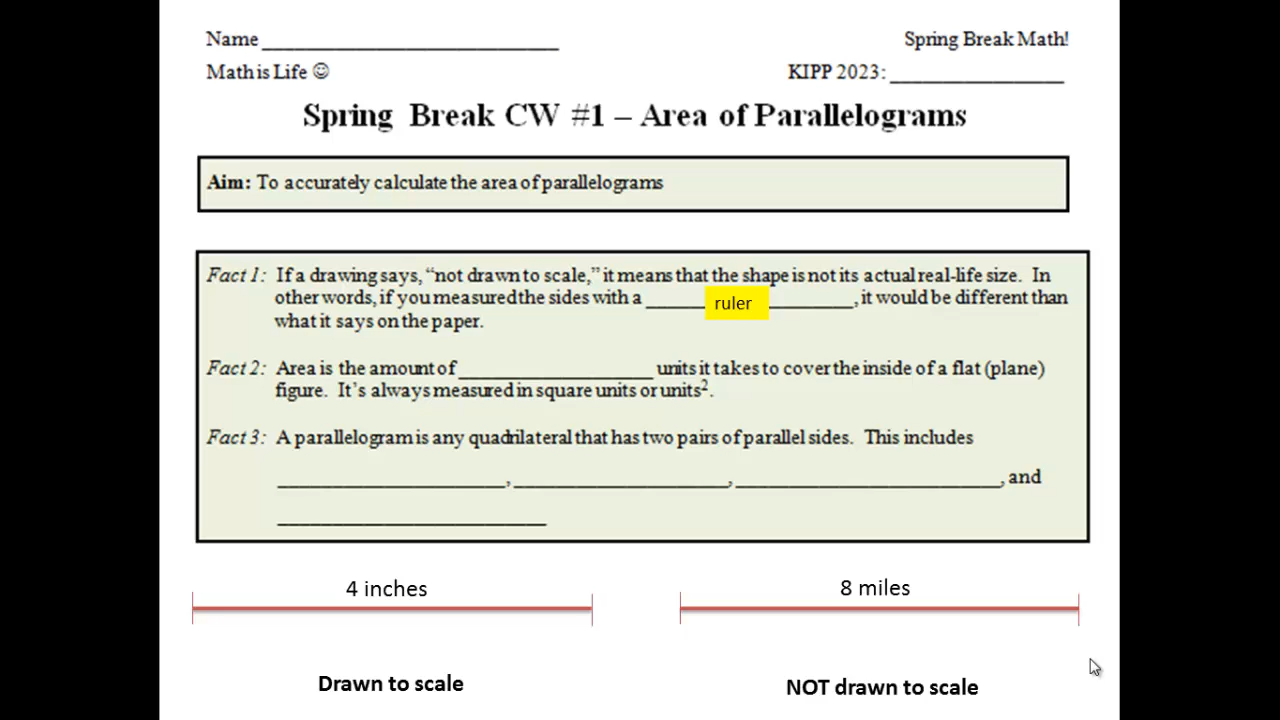 Name ____________________ Spring Break Math!
Math is Life ☺ KIPP 2023: ________________
Spring Break CW #1 – Area of Parallelograms
Aim: To accurately calculate the area of parallelograms
Fact 1: If a drawing says, “not drawn to scale,” it means that the shape is not its actual real-life size. In
other words, if you measured the sides with a ______ ruler ________, it would be different than
what it says on the paper.
Fact 2: Area is the amount of ____________________ units it takes to cover the inside of a flat (plane)
figure. It’s always measured in square units or units².
Fact 3: A parallelogram is any quadrilateral that has two pairs of parallel sides. This includes
______________________, _____________________, __________________________, and
__________________________
4 inches 8 miles
Drawn to scale NOT drawn to scale